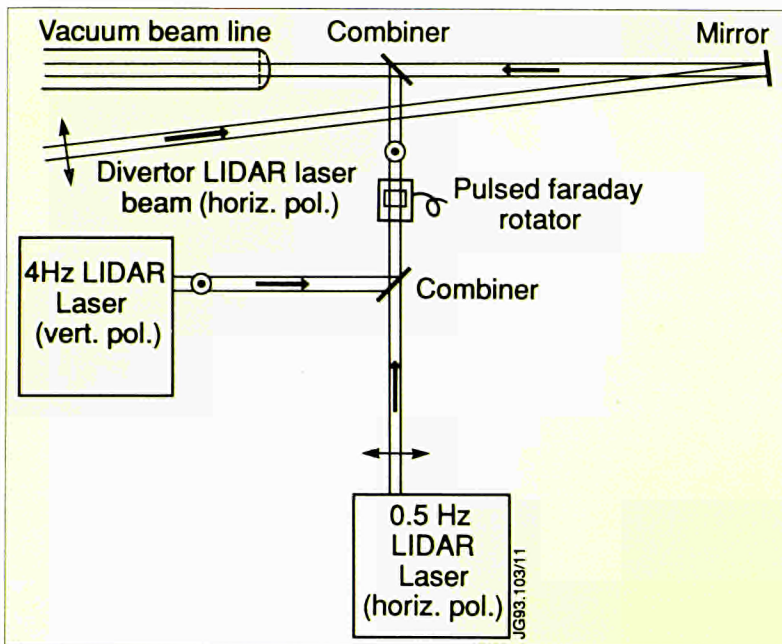 Vacuum beam line
Combiner
Mirror
Divertor LIDAR laser
beam (horiz. pol.)
Pulsed faraday
rotator
4Hz LIDAR
Laser
(vert. pol.)
Combiner
0.5 Hz
LIDAR
Laser
(horiz. pol.)
JG93.103/11